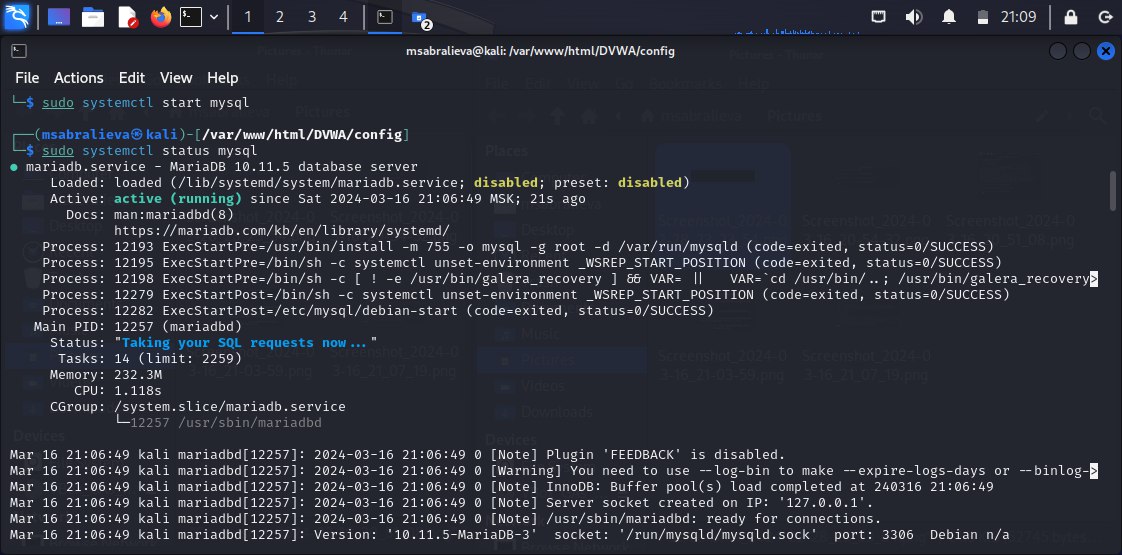 1 2 3 4 2 21:09
msabralieva@kali: /var/www/html/DVWA/config
File Actions Edit View Help
└─$ sudo systemctl start mysql
┌──(msabralieva㉿kali)-[/var/www/html/DVWA/config]
└─$ sudo systemctl status mysql
● mariadb.service - MariaDB 10.11.5 database server
Loaded: loaded (/lib/systemd/system/mariadb.service; disabled; preset: disabled)
Active: active (running) since Sat 2024-03-16 21:06:49 MSK; 21s ago
Docs: man:mariadbd(8)
https://mariadb.com/kb/en/library/systemd/
Process: 12193 ExecStartPre=/usr/bin/install -m 755 -o mysql -g root -d /var/run/mysqld (code=exited, status=0/SUCCESS)
Process: 12195 ExecStartPre=/bin/sh -c systemctl unset-environment _WSREP_START_POSITION (code=exited, status=0/SUCCESS)
Process: 12198 ExecStartPre=/bin/sh -c [ ! -e /usr/bin/galera_recovery ] && VAR= || VAR=`cd /usr/bin/..; /usr/bin/galera_recovery>
Process: 12279 ExecStartPost=/bin/sh -c systemctl unset-environment _WSREP_START_POSITION (code=exited, status=0/SUCCESS)
Process: 12282 ExecStartPost=/etc/mysql/debian-start (code=exited, status=0/SUCCESS)
Main PID: 12257 (mariadbd)
Status: "Taking your SQL requests now..."
Tasks: 14 (limit: 2259)
Memory: 232.3M
CPU: 1.118s
CGroup: /system.slice/mariadb.service
└─12257 /usr/sbin/mariadbd
Mar 16 21:06:49 kali mariadbd[12257]: 2024-03-16 21:06:49 0 [Note] Plugin 'FEEDBACK' is disabled.
Mar 16 21:06:49 kali mariadbd[12257]: 2024-03-16 21:06:49 0 [Warning] You need to use --log-bin to make --expire-logs-days or --binlog->
Mar 16 21:06:49 kali mariadbd[12257]: 2024-03-16 21:06:49 0 [Note] InnoDB: Buffer pool(s) load completed at 240316 21:06:49
Mar 16 21:06:49 kali mariadbd[12257]: 2024-03-16 21:06:49 0 [Note] Server socket created on IP: '127.0.0.1'.
Mar 16 21:06:49 kali mariadbd[12257]: 2024-03-16 21:06:49 0 [Note] /usr/sbin/mariadbd: ready for connections.
Mar 16 21:06:49 kali mariadbd[12257]: Version: '10.11.5-MariaDB-3' socket: '/run/mysqld/mysqld.sock' port: 3306 Debian n/a